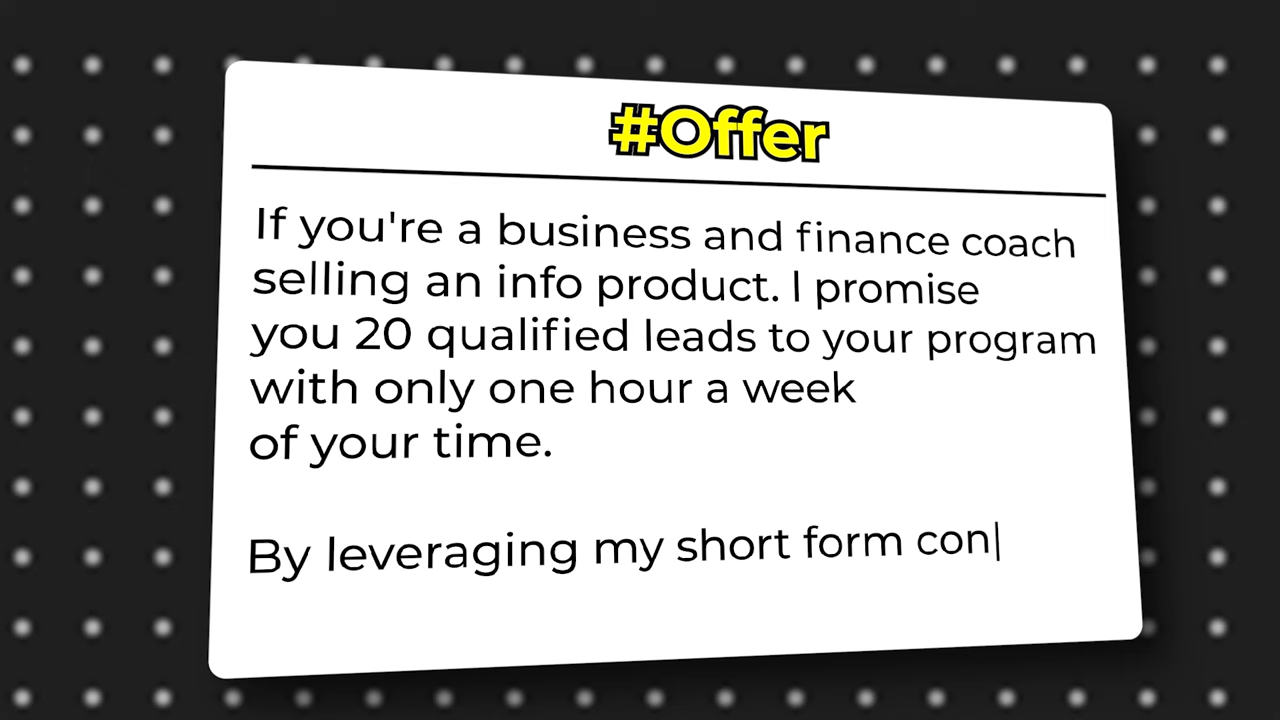 #Offer
If you're a business and finance coach
selling an info product. I promise
you 20 qualified leads to your program
with only one hour a week
of your time.
By leveraging my short form con